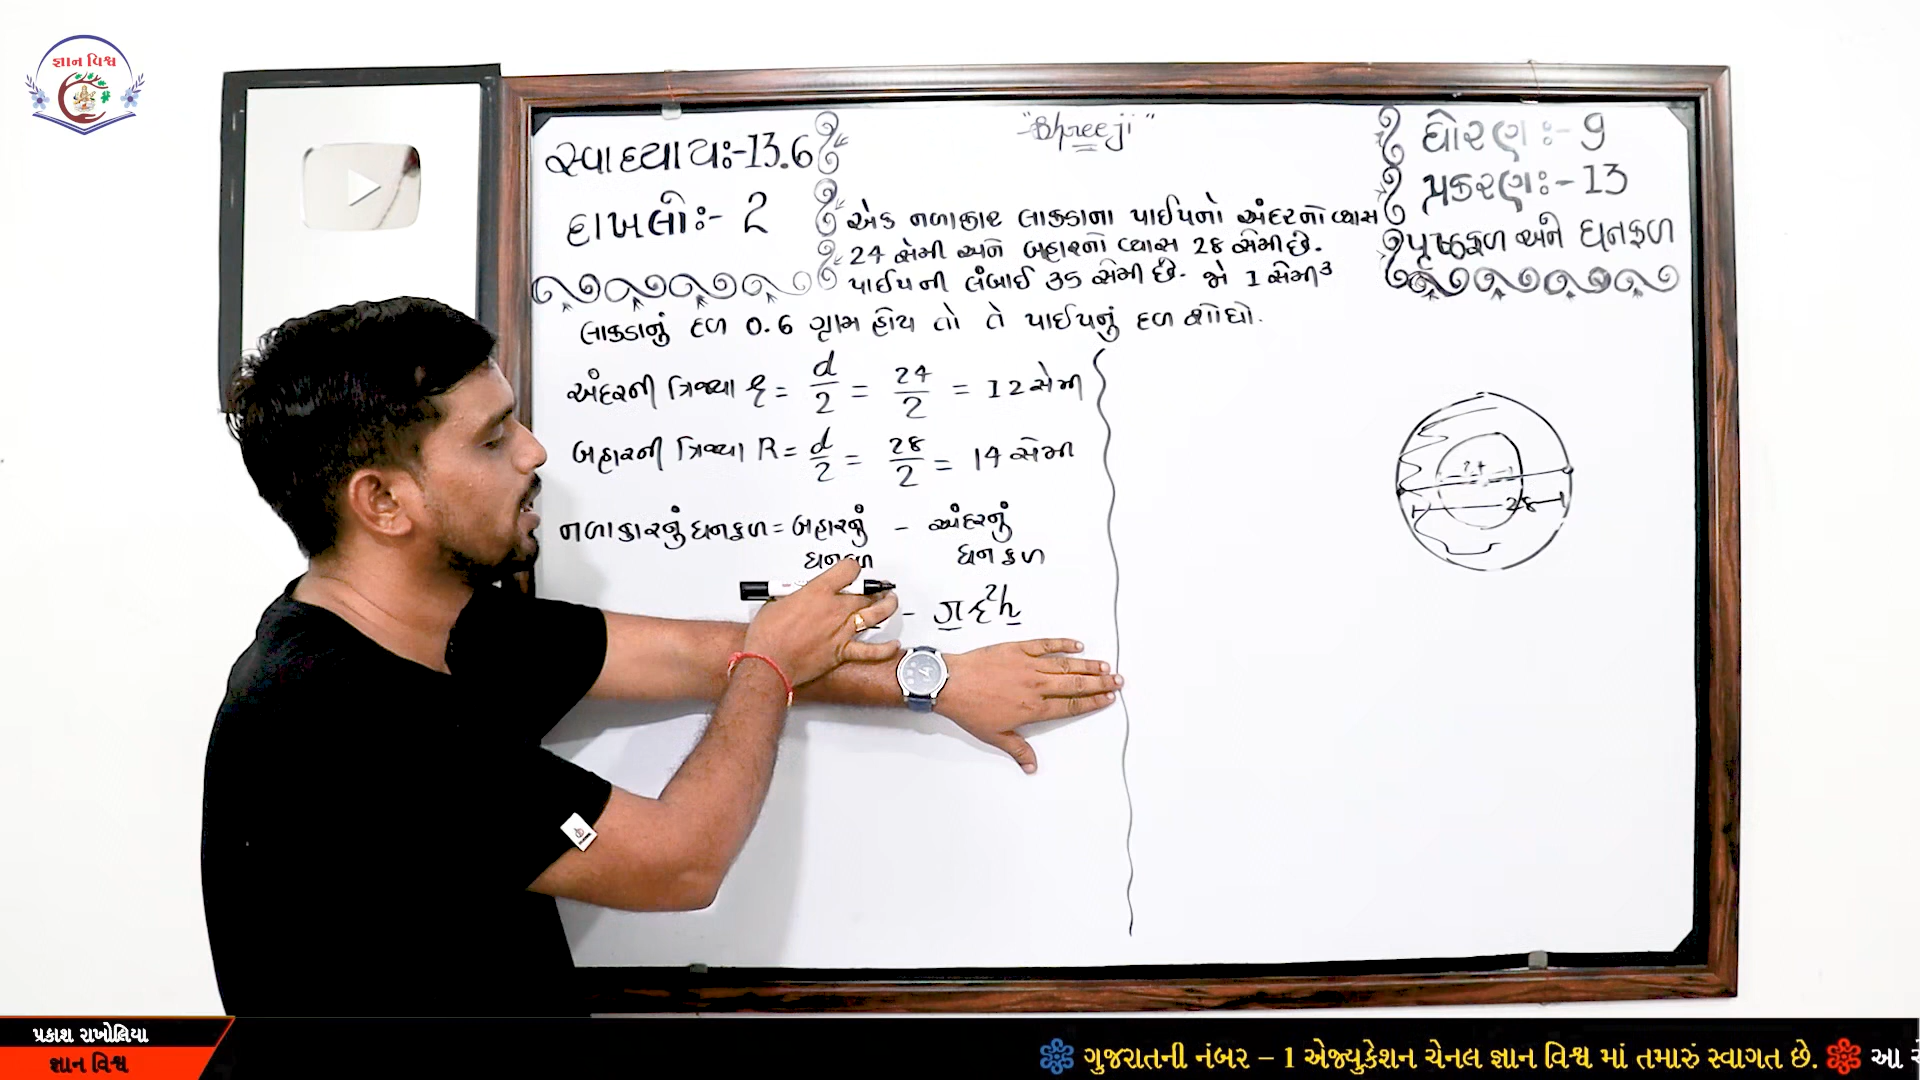 જ્ઞાન વિશ્વ
"Shreeji"
સ્વાધ્યાયઃ-13.6
દાખલોઃ- 2
ધોરણઃ- 9
પ્રકરણઃ- 13
પૃષ્ઠફળ અને ઘનફળ
એક નળાકાર લાકડાના પાઈપનો અંદરનો વ્યાસ
24 સેમી અને બહારનો વ્યાસ 28 સેમી છે.
પાઈપની લંબાઈ 35 સેમી છે. જો 1 સેમી³
લાકડાનું દળ 0.6 ગ્રામ હોય તો તે પાઈપનું દળ શોધો.
અંદરની ત્રિજ્યા r = d/2 = 24/2 = 12 સેમી
બહારની ત્રિજ્યા R = d/2 = 28/2 = 14 સેમી
નળાકારનું ઘનફળ = બહારનું ઘનફળ - અંદરનું ઘનફળ
- πr²h
24
28
પ્રકાશ રાખોલિયા
જ્ઞાન વિશ્વ
ગુજરાતની નંબર – 1 એજ્યુકેશન ચેનલ જ્ઞાન વિશ્વ માં તમારું સ્વાગત છે. આ